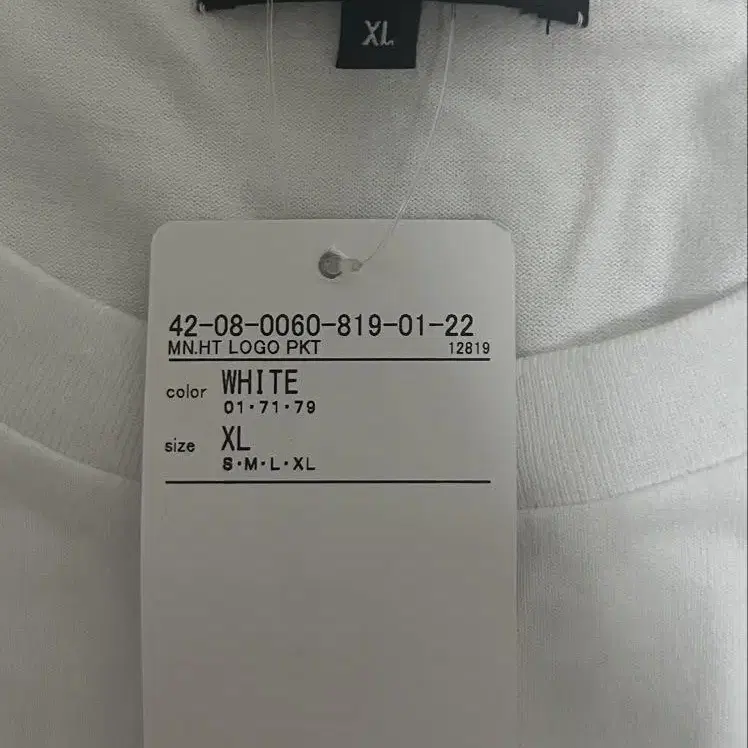 XL
42-08-0060-819-01-22
MN.HT LOGO PKT 12819
color WHITE
01・71・79
size XL
S・M・L・XL